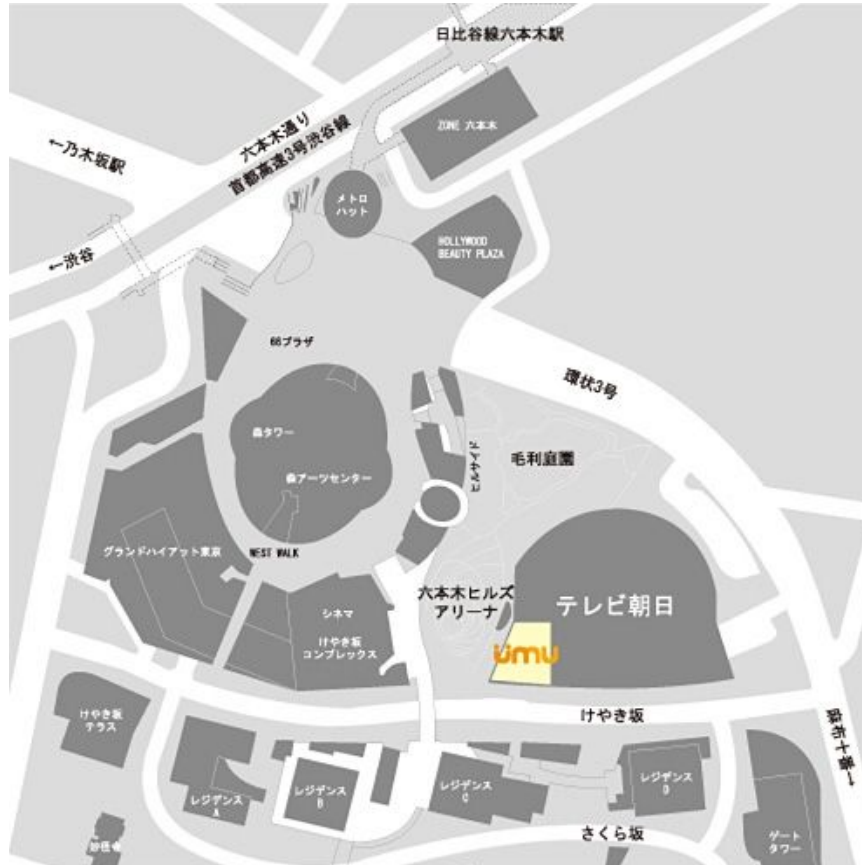 日比谷線六本木駅
ZONE 六本木
六本木通り
首都高速3号渋谷線
←乃木坂駅
メトロ
ハット
HOLLYWOOD
BEAUTY PLAZA
←渋谷
66プラザ
環状3号
森タワー
毛利庭園
森アーツセンター
グランドハイアット東京
WEST WALK
六本木ヒルズ
アリーナ
テレビ朝日
シネマ
けやき坂
コンプレックス
umu
けやき坂
テラス
けやき坂
麻布十番→
レジデンス
A
レジデンス
B
レジデンス
C
レジデンス
D
さくら坂
ゲート
タワー